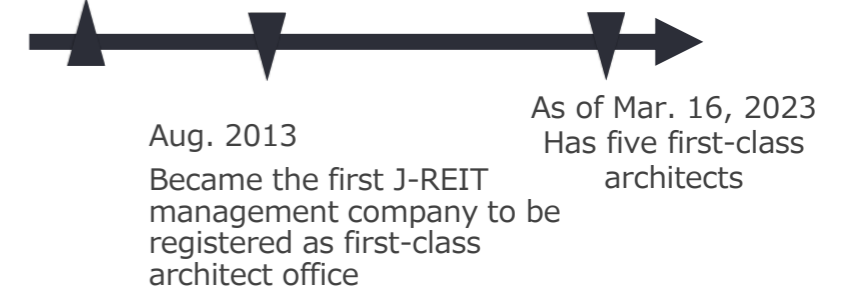 Aug. 2013
Became the first J-REIT
management company to be
registered as first-class
architect office
As of Mar. 16, 2023
Has five first-class
architects